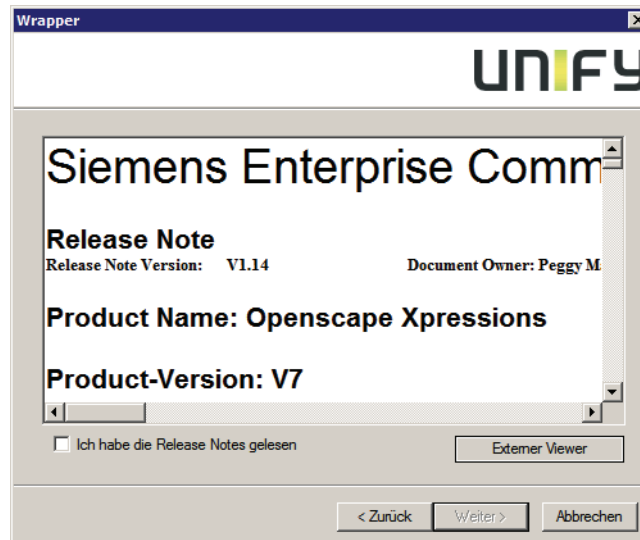 Wrapper
UNIFY
Siemens Enterprise Comm
Release Note
Release Note Version: V1.14 Document Owner: Peggy M
Product Name: Openscape Xpressions
Product-Version: V7
Ich habe die Release Notes gelesen
Externer Viewer
< Zurück Weiter > Abbrechen